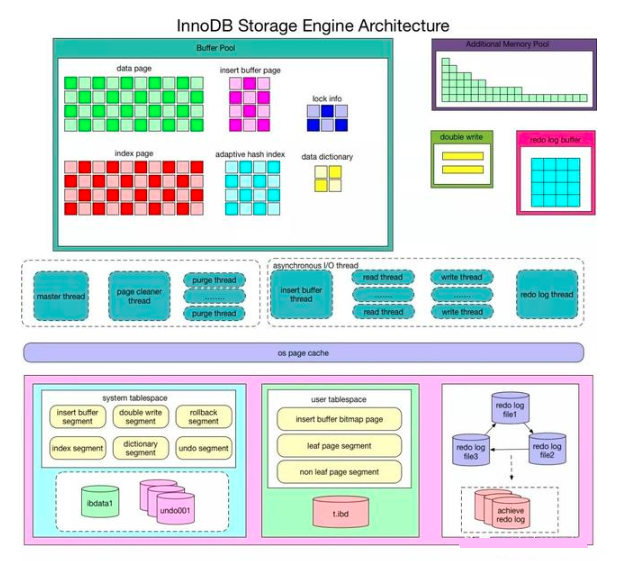 InnoDB Storage Engine Architecture
Buffer Pool
Additional Memory Pool
data page
insert buffer page
lock info
index page
adaptive hash index
data dictionary
double write
redo log buffer
asynchronous I/O thread
master thread
page cleaner
thread
purge thread
.........
purge thread
insert buffer
thread
read thread
.........
read thread
write thread
.........
write thread
redo log thread
os page cache
system tablespace
insert buffer
segment
double write
segment
rollback
segment
index segment
dictionary
segment
undo segment
ibdata1
undo001
user tablespace
insert buffer bitmap page
leaf page segment
non leaf page segment
t.ibd
redo log
file1
redo log
file3
redo log
file2
achieve
redo log